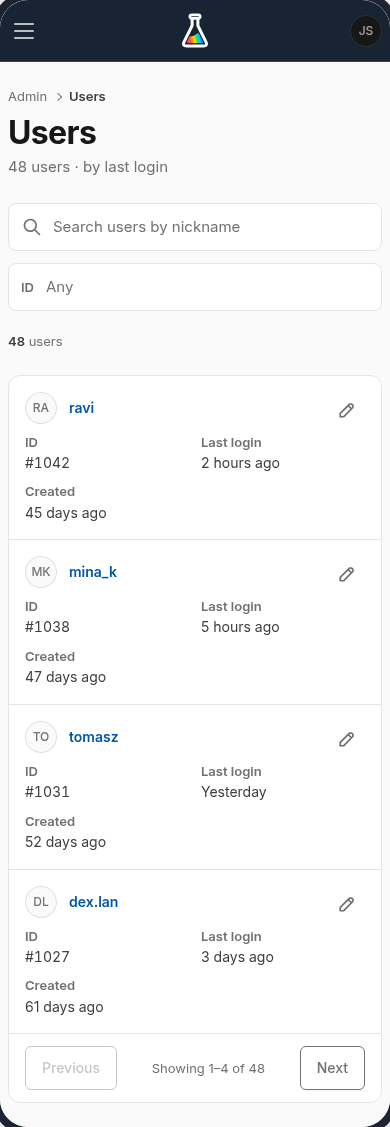 JS
Admin > Users
Users
48 users · by last login
Search users by nickname
ID Any
48 users
RA ravi
ID Last login
#1042 2 hours ago
Created
45 days ago
MK mina_k
ID Last login
#1038 5 hours ago
Created
47 days ago
TO tomasz
ID Last login
#1031 Yesterday
Created
52 days ago
DL dex.lan
ID Last login
#1027 3 days ago
Created
61 days ago
Previous Showing 1–4 of 48 Next